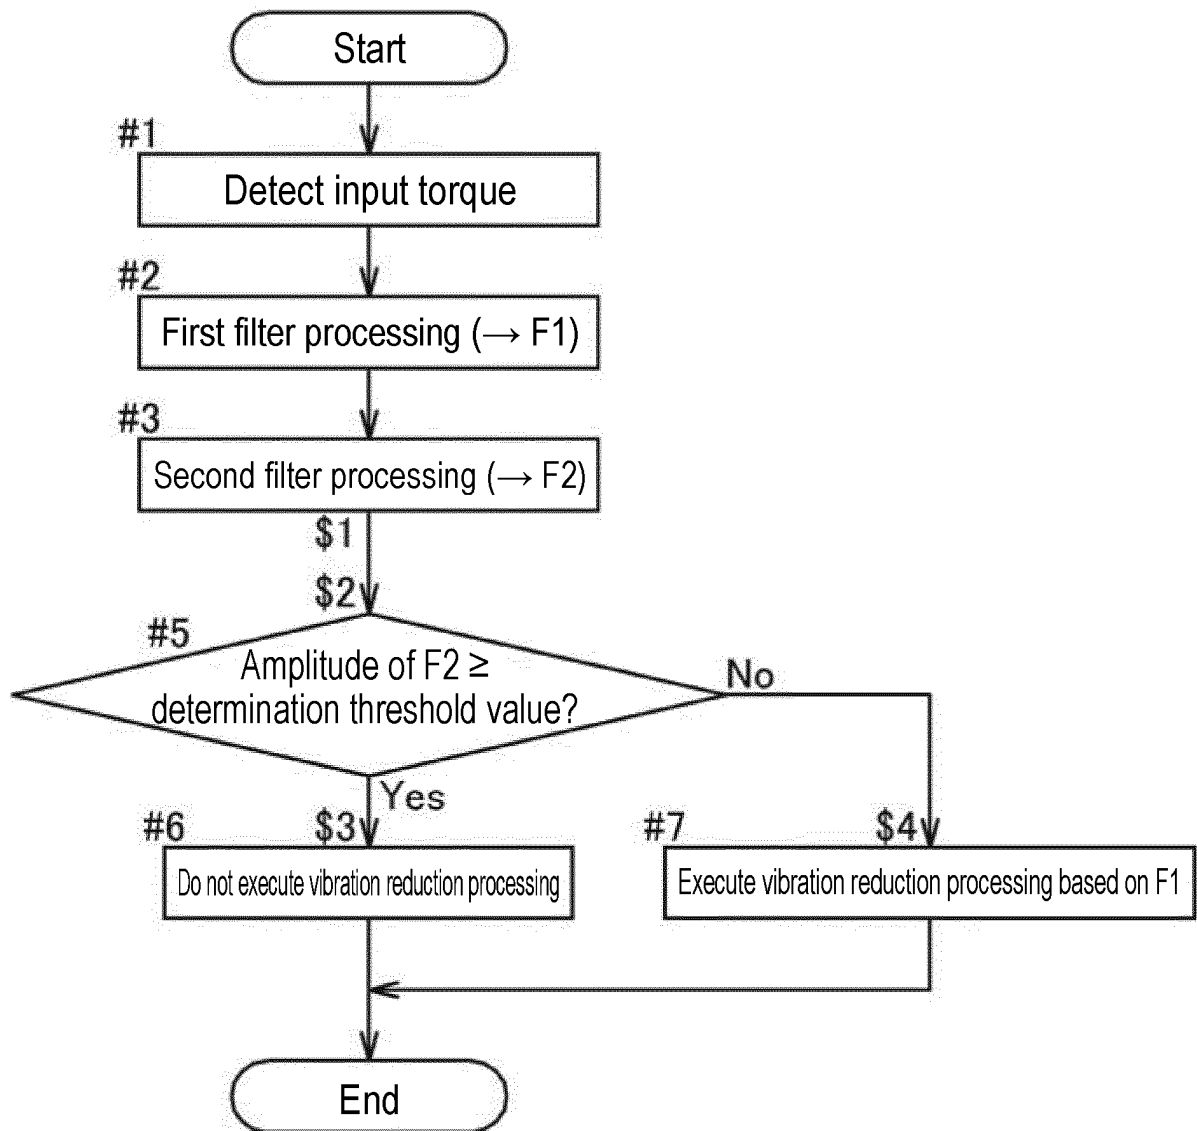 Start
#1
Detect input torque
#2
First filter processing (→ F1)
#3
Second filter processing (→ F2)
$1
$2
#5
Amplitude of F2 ≥
determination threshold value?
No
Yes
#6
$3
Do not execute vibration reduction processing
#7
$4
Execute vibration reduction processing based on F1
End